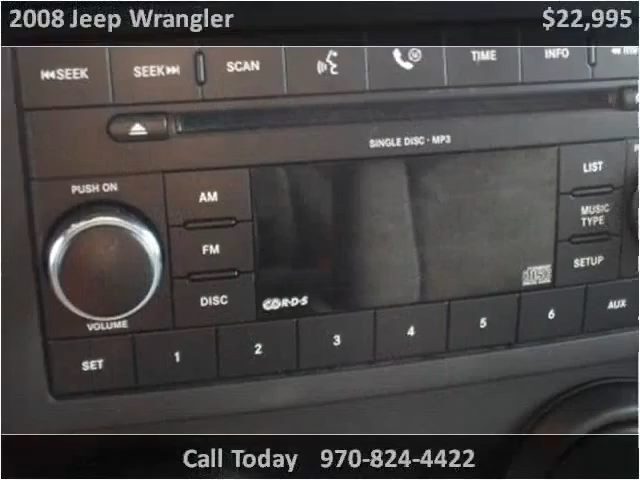 2008 Jeep Wrangler $22,995
SEEK SEEK SCAN TIME INFO
SINGLE DISC · MP3
PUSH ON
AM
FM
DISC
VOLUME
LIST
MUSIC
TYPE
SETUP
R·D·S
disc
SET 1 2 3 4 5 6 AUX
Call Today 970-824-4422